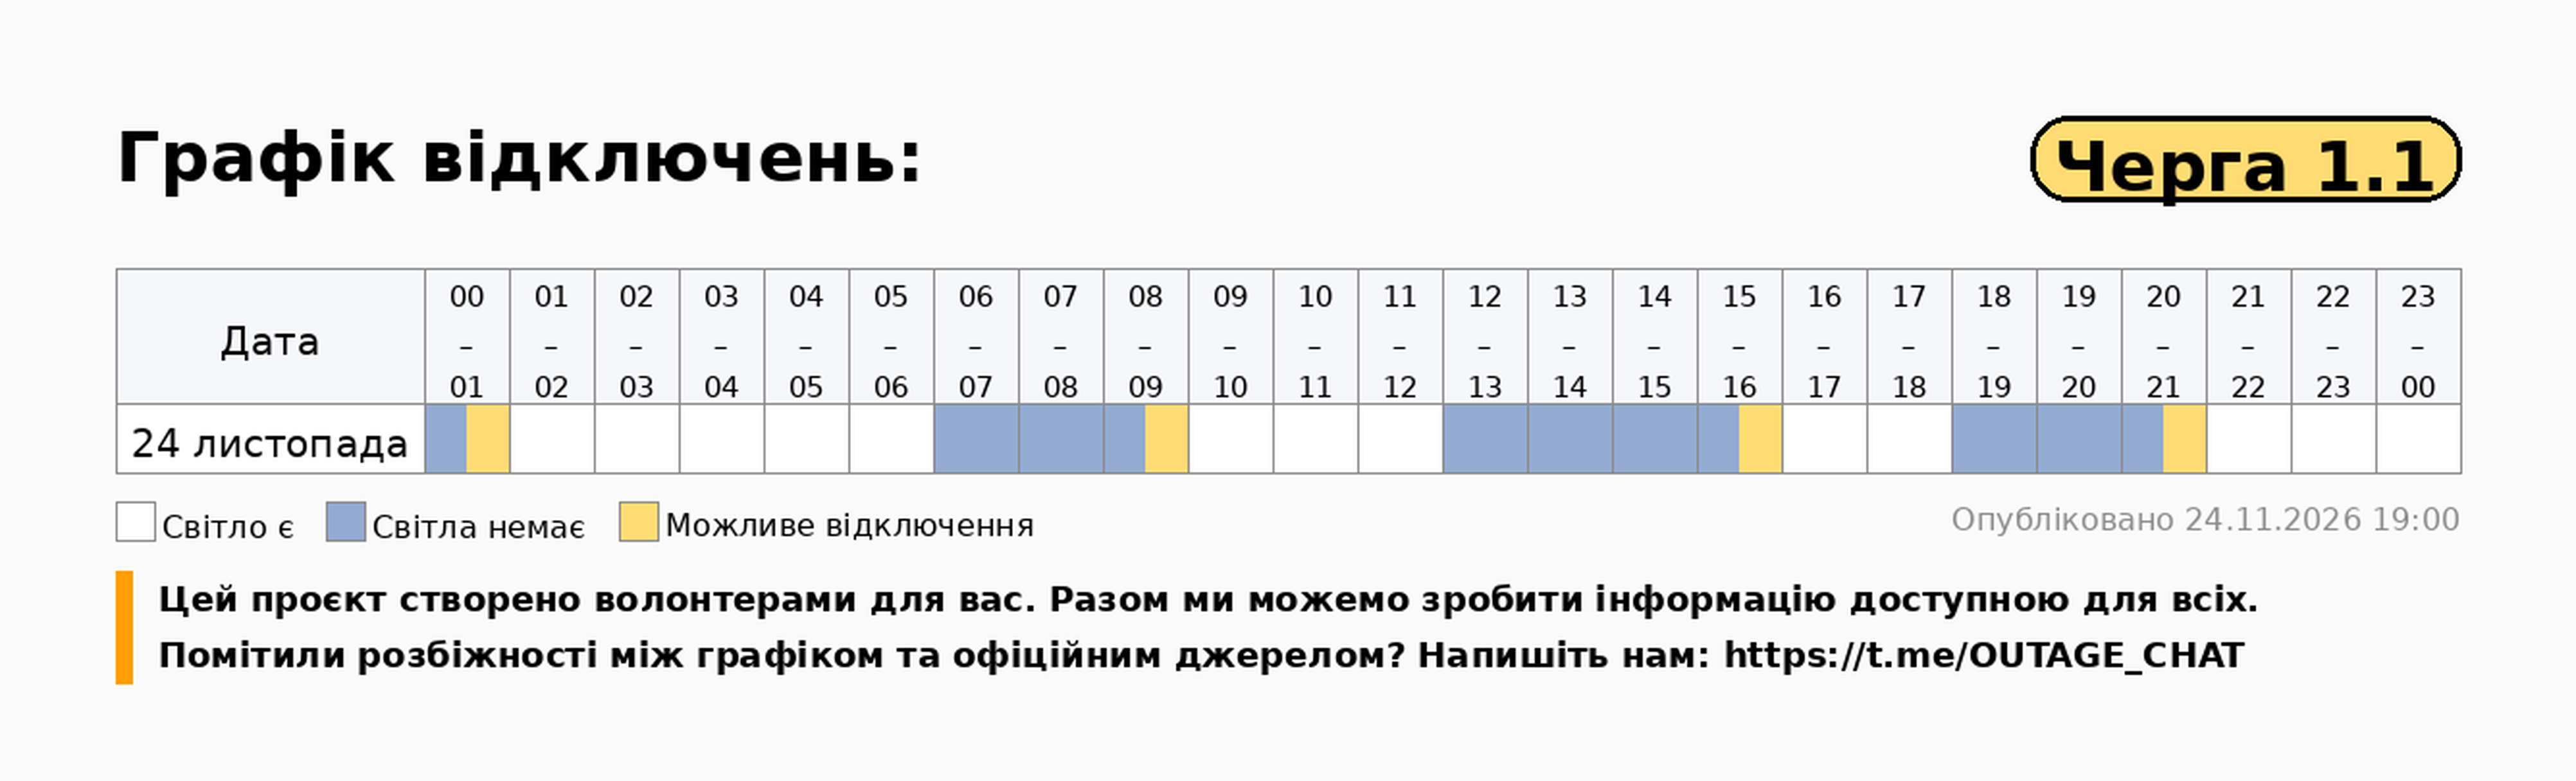 Графік відключень:
Черга 1.1
Дата
00 – 01
01 – 02
02 – 03
03 – 04
04 – 05
05 – 06
06 – 07
07 – 08
08 – 09
09 – 10
10 – 11
11 – 12
12 – 13
13 – 14
14 – 15
15 – 16
16 – 17
17 – 18
18 – 19
19 – 20
20 – 21
21 – 22
22 – 23
23 – 00
24 листопада
Світло є
Світла немає
Можливе відключення
Опубліковано 24.11.2026 19:00
Цей проєкт створено волонтерами для вас. Разом ми можемо зробити інформацію доступною для всіх.
Помітили розбіжності між графіком та офіційним джерелом? Напишіть нам: https://t.me/OUTAGE_CHAT